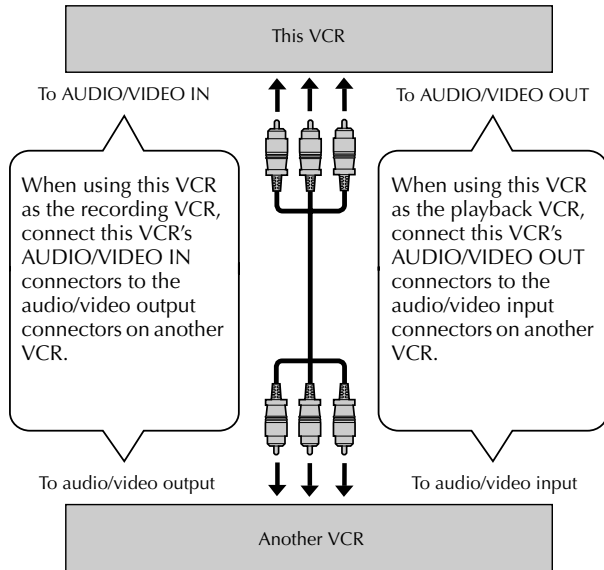 This VCR
To AUDIO/VIDEO IN
To AUDIO/VIDEO OUT
When using this VCR
as the recording VCR,
connect this VCR’s
AUDIO/VIDEO IN
connectors to the
audio/video output
connectors on another
VCR.
When using this VCR
as the playback VCR,
connect this VCR’s
AUDIO/VIDEO OUT
connectors to the
audio/video input
connectors on another
VCR.
To audio/video output
To audio/video input
Another VCR